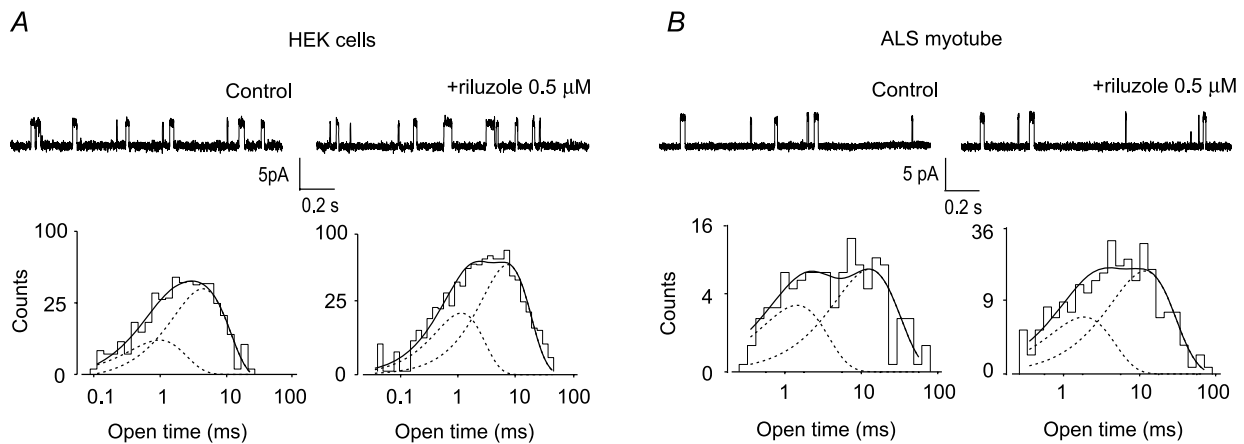 A
HEK cells
Control
+riluzole 0.5 μM
5pA
0.2 s
100
25
0
Counts
0.1 1 10 100
Open time (ms)
100
25
0
0.1 1 10 100
Open time (ms)
B
ALS myotube
Control
+riluzole 0.5 μM
5 pA
0.2 s
16
4
0
Counts
1 10 100
Open time (ms)
36
9
0
1 10 100
Open time (ms)